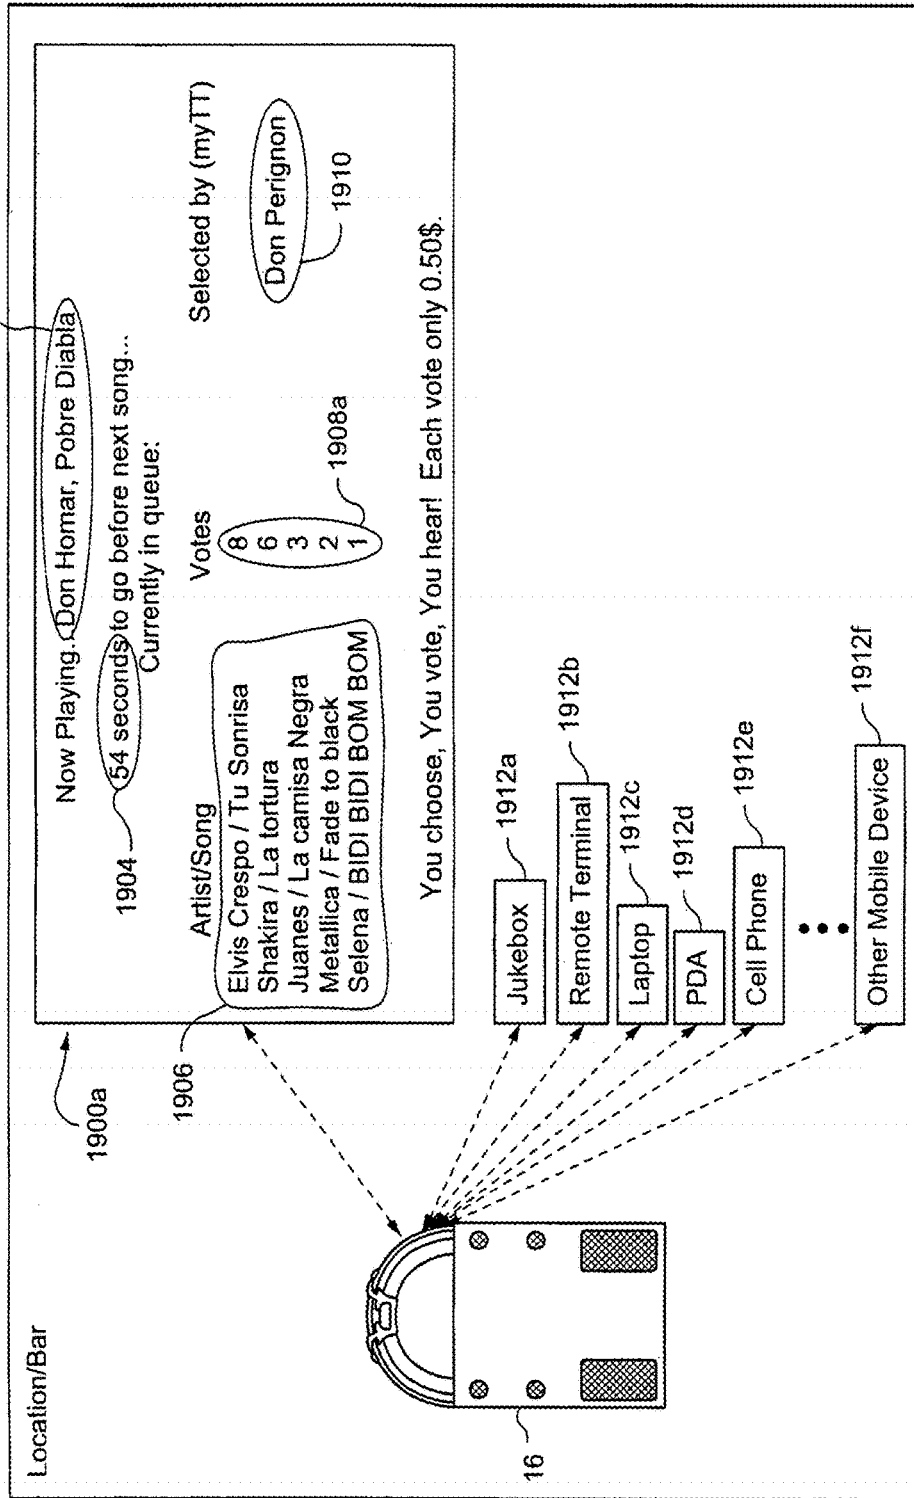 Location/Bar
1900a
Now Playing. Don Homar, Pobre Diabla
1904
54 seconds to go before next song...
Currently in queue:
1906
Artist/Song
Votes
Selected by (myTT)
Elvis Crespo / Tu Sonrisa
8
Don Perignon
Shakira / La tortura
6
Juanes / La camisa Negra
3
Metallica / Fade to black
2
Selena / BIDI BIDI BOM BOM
1
1908a
1910
You choose, You vote, You hear! Each vote only 0.50$.
16
Jukebox
1912a
Remote Terminal
1912b
Laptop
1912c
PDA
1912d
Cell Phone
1912e
Other Mobile Device
1912f